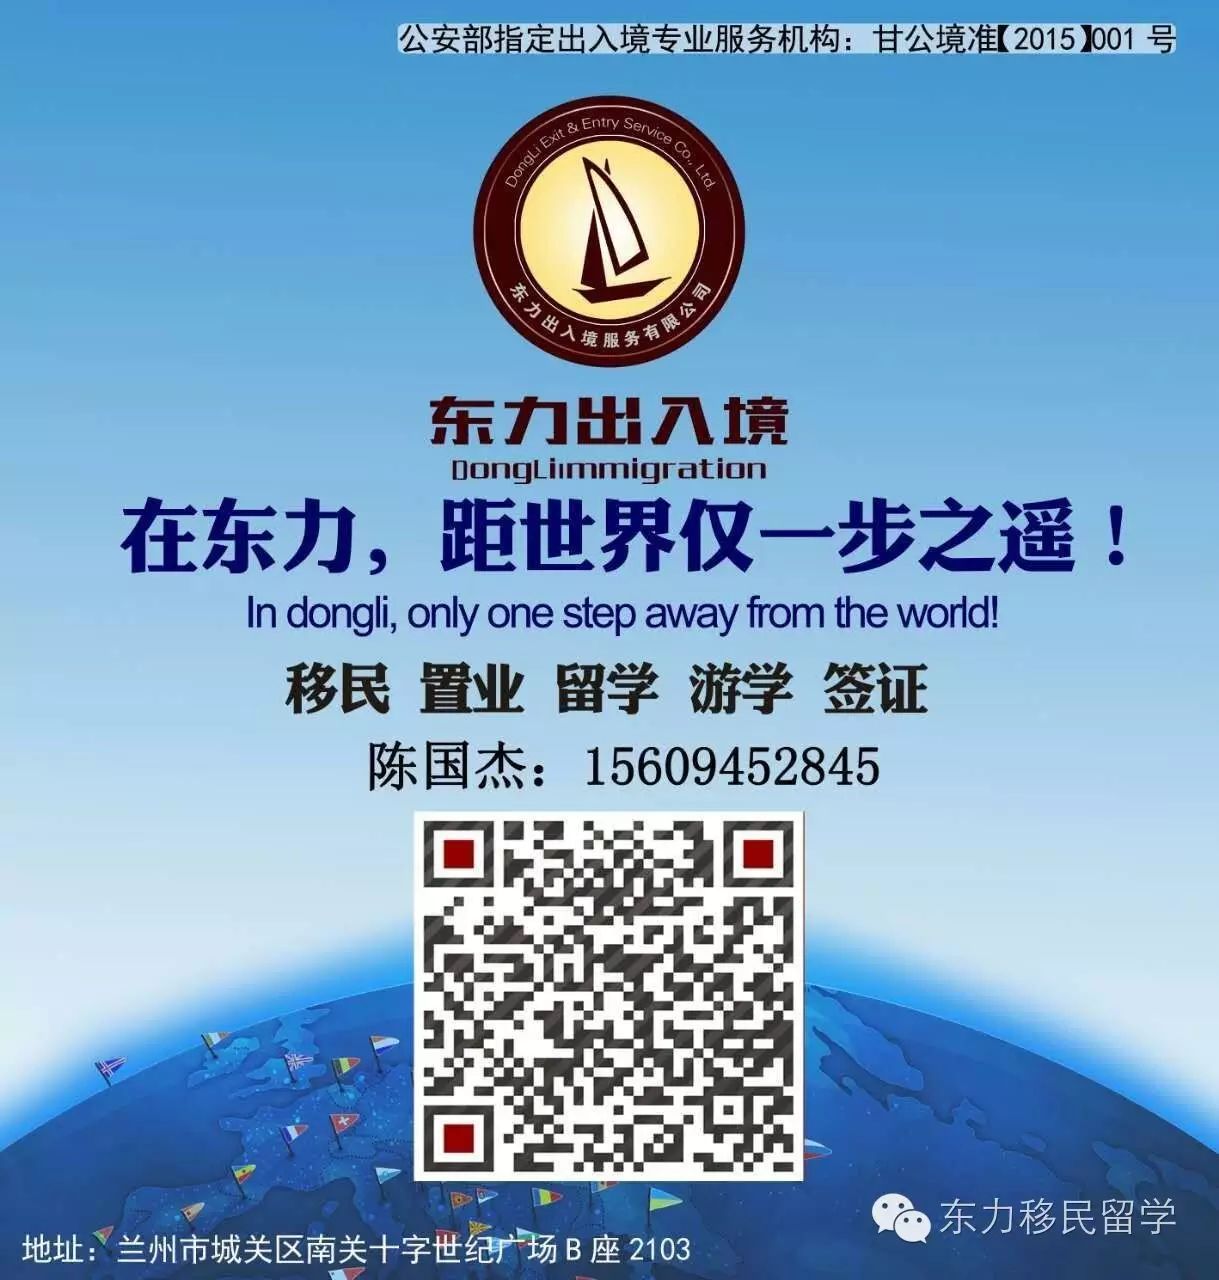 公安部指定出入境专业服务机构：甘公境准【2015】001 号
DongLi Exit & Entry Service Co., Ltd.
东力出入境服务有限公司
东力出入境
DongLiimmigration
在东力，距世界仅一步之遥！
In dongli, only one step away from the world!
移民 置业 留学 游学 签证
陈国杰：15609452845
东力移民留学
地址：兰州市城关区南关十字世纪广场 B 座 2103